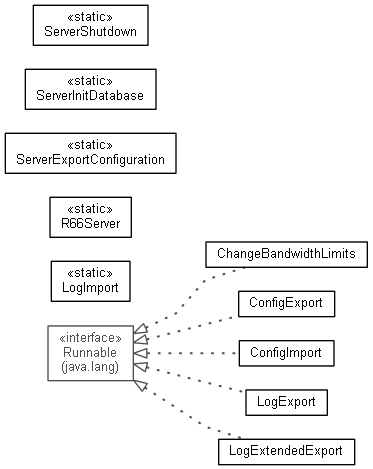 «static»
ServerShutdown
«static»
ServerInitDatabase
«static»
ServerExportConfiguration
«static»
R66Server
«static»
LogImport
«interface»
Runnable
(java.lang)
ChangeBandwidthLimits
ConfigExport
ConfigImport
LogExport
LogExtendedExport